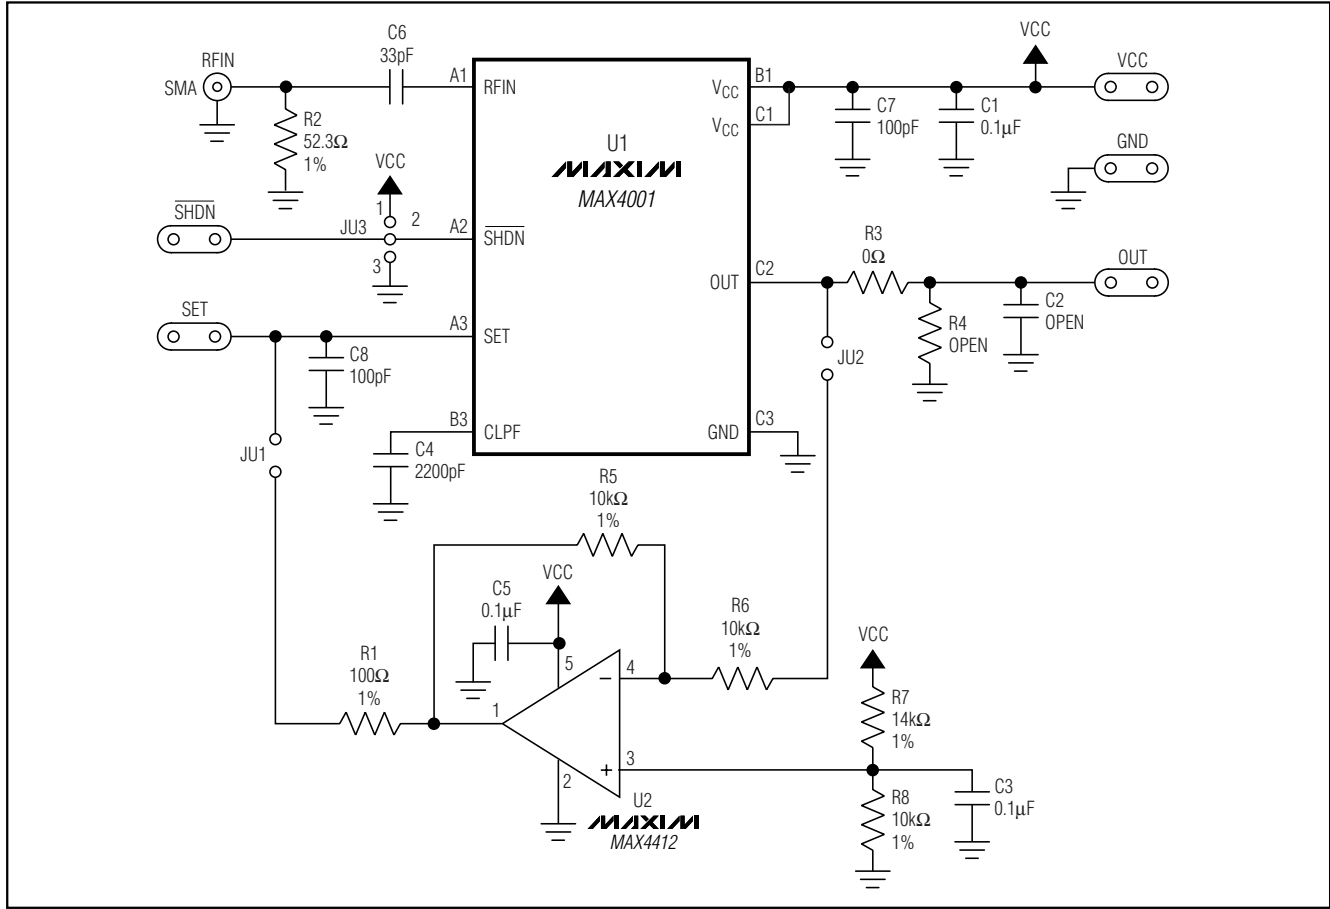 C6
33pF
RFIN
SMA
R2
52.3Ω
1%
A1
RFIN
VCC
1
2
3
JU3
SHDN
A2
SHDN
SET
A3
SET
C8
100pF
JU1
B3
CLPF
C4
2200pF
U1
MAXIM
MAX4001
B1
VCC
C1
VCC
C7
100pF
C1
0.1µF
VCC
VCC
GND
C2
OUT
R3
0Ω
R4
OPEN
C2
OPEN
OUT
JU2
C3
GND
R5
10kΩ
1%
C5
0.1µF
VCC
R6
10kΩ
1%
R1
100Ω
1%
1
5
4
−
3
+
2
U2
MAXIM
MAX4412
VCC
R7
14kΩ
1%
R8
10kΩ
1%
C3
0.1µF